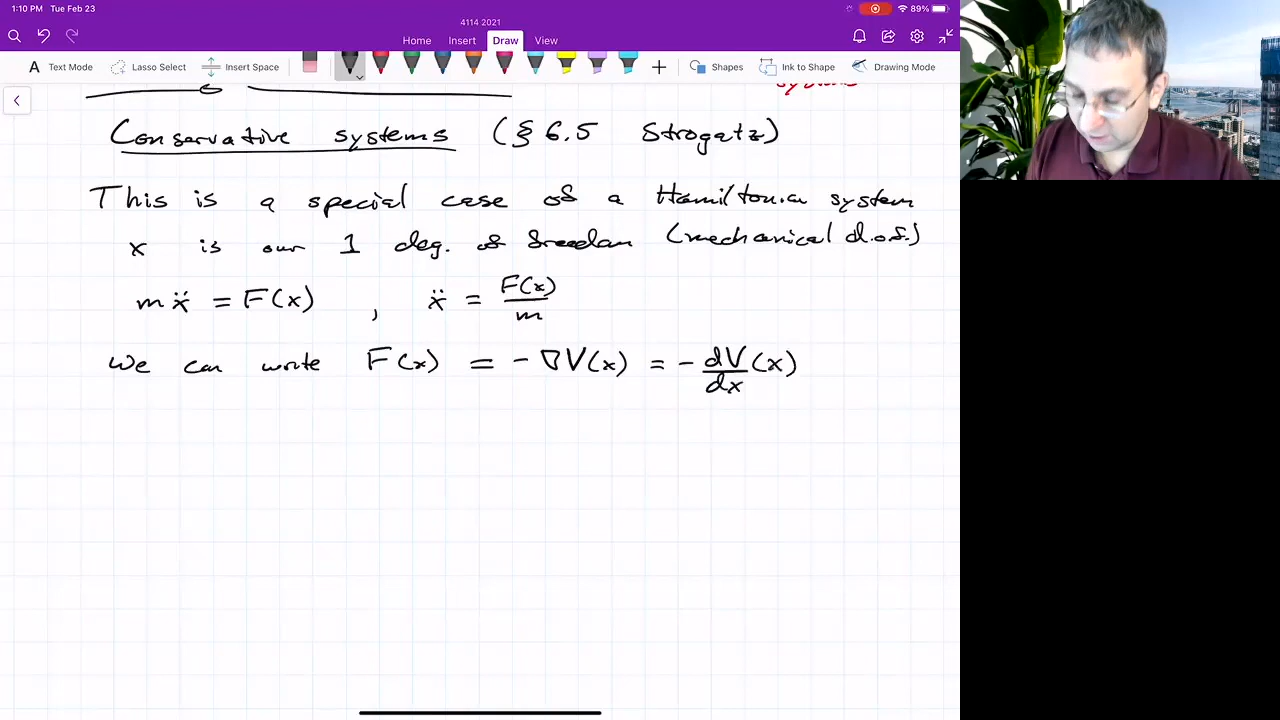 1:10 PM Tue Feb 23
89%
4114 2021
Home Insert Draw View
Text Mode Lasso Select Insert Space Shapes Ink to Shape Drawing Mode
systems
Conservative systems (§ 6.5 Strogatz)
This is a special case of a Hamiltonian system
x is our 1 deg. of freedom (mechanical d.o.f.)
mẍ = F(x) , ẍ = F(x)/m
We can write F(x) = -∇V(x) = -dV/dx(x)